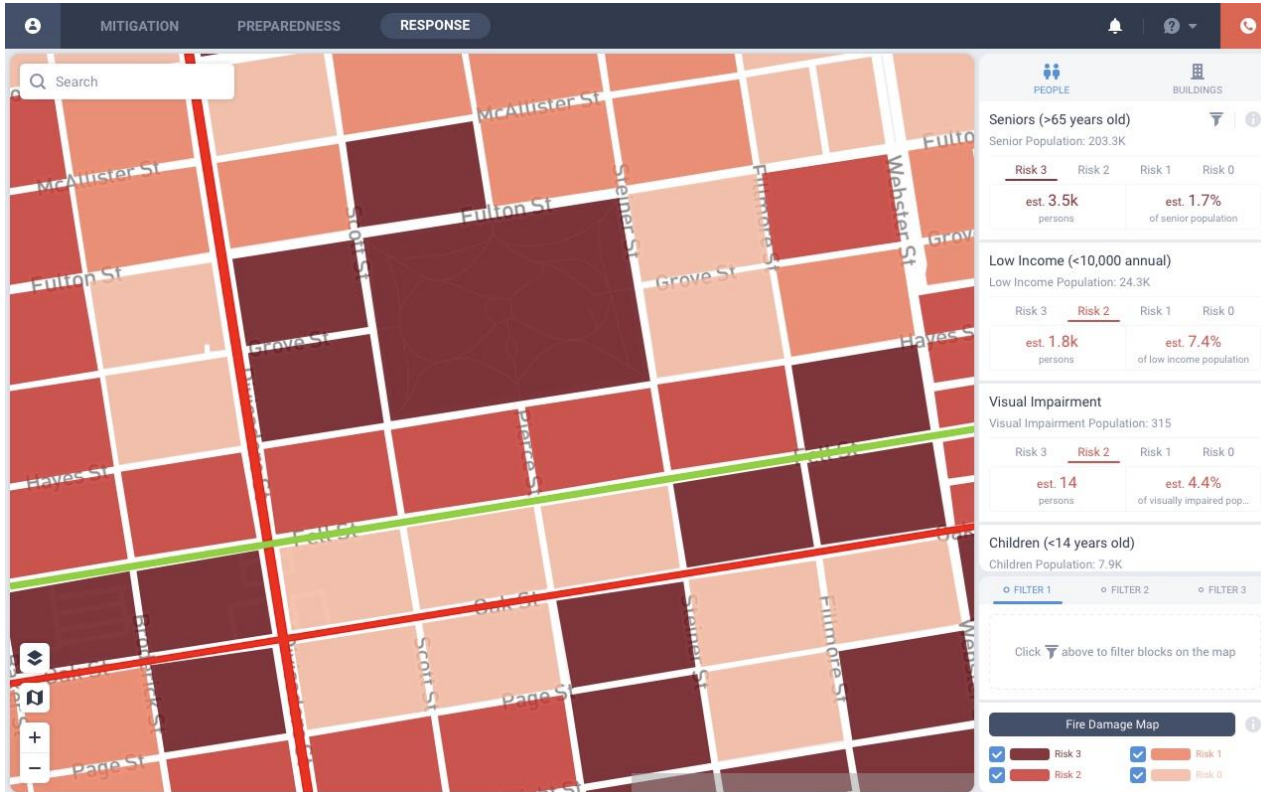 MITIGATION PREPAREDNESS RESPONSE
Search
PEOPLE BUILDINGS
Seniors (>65 years old)
Senior Population: 203.3K
Risk 3 Risk 2 Risk 1 Risk 0
est. 3.5k est. 1.7%
persons of senior population
Low Income (<10,000 annual)
Low Income Population: 24.3K
Risk 3 Risk 2 Risk 1 Risk 0
est. 1.8k est. 7.4%
persons of low income population
Visual Impairment
Visual Impairment Population: 315
Risk 3 Risk 2 Risk 1 Risk 0
est. 14 est. 4.4%
persons of visually impaired pop...
Children (<14 years old)
Children Population: 7.9K
FILTER 1 FILTER 2 FILTER 3
Click above to filter blocks on the map
Fire Damage Map
Risk 3 Risk 1
Risk 2 Risk 0
McAllister St
McAllister St
Fulton St
Fulton St
Fulto
Scott St
Steiner St
Fillmore St
Webster St
Grove St
Grov
Grove St
Hayes S
Hayes St
Pierce St
Fell St
Oak St
Broderick St
Scott St
Steiner St
Fillmore St
Page St
Page St
+
−